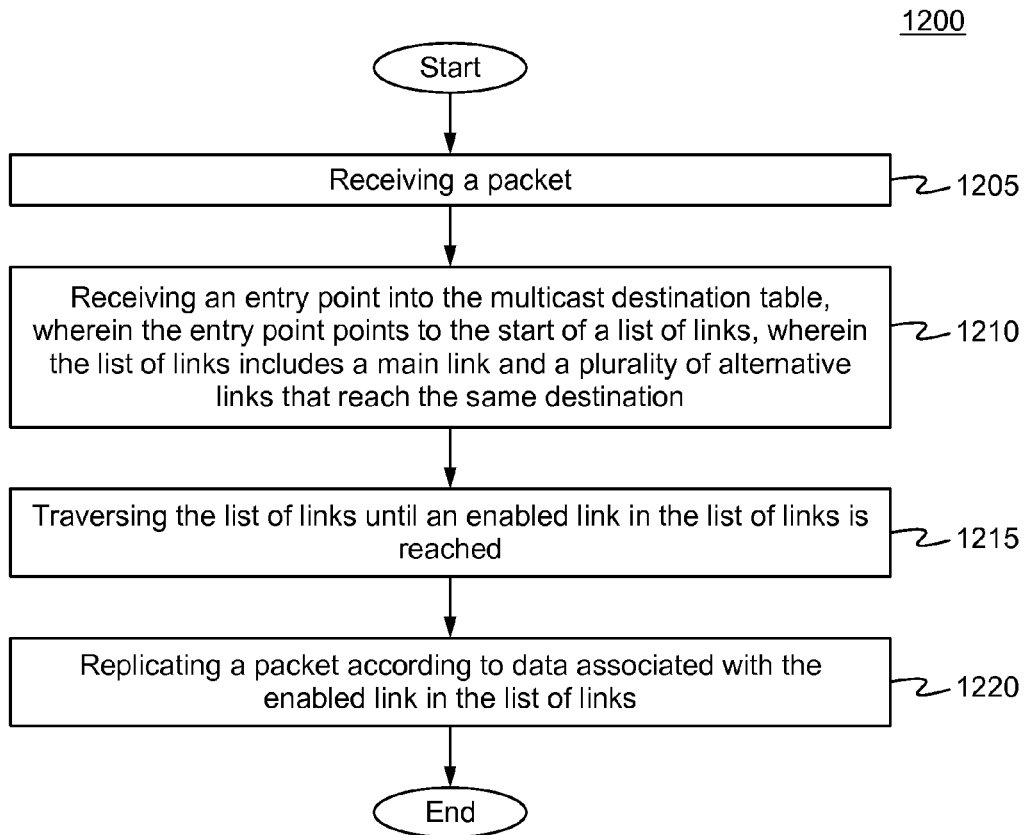 1200
Start
Receiving a packet
1205
Receiving an entry point into the multicast destination table,
wherein the entry point points to the start of a list of links, wherein
the list of links includes a main link and a plurality of alternative
links that reach the same destination
1210
Traversing the list of links until an enabled link in the list of links is
reached
1215
Replicating a packet according to data associated with the
enabled link in the list of links
1220
End